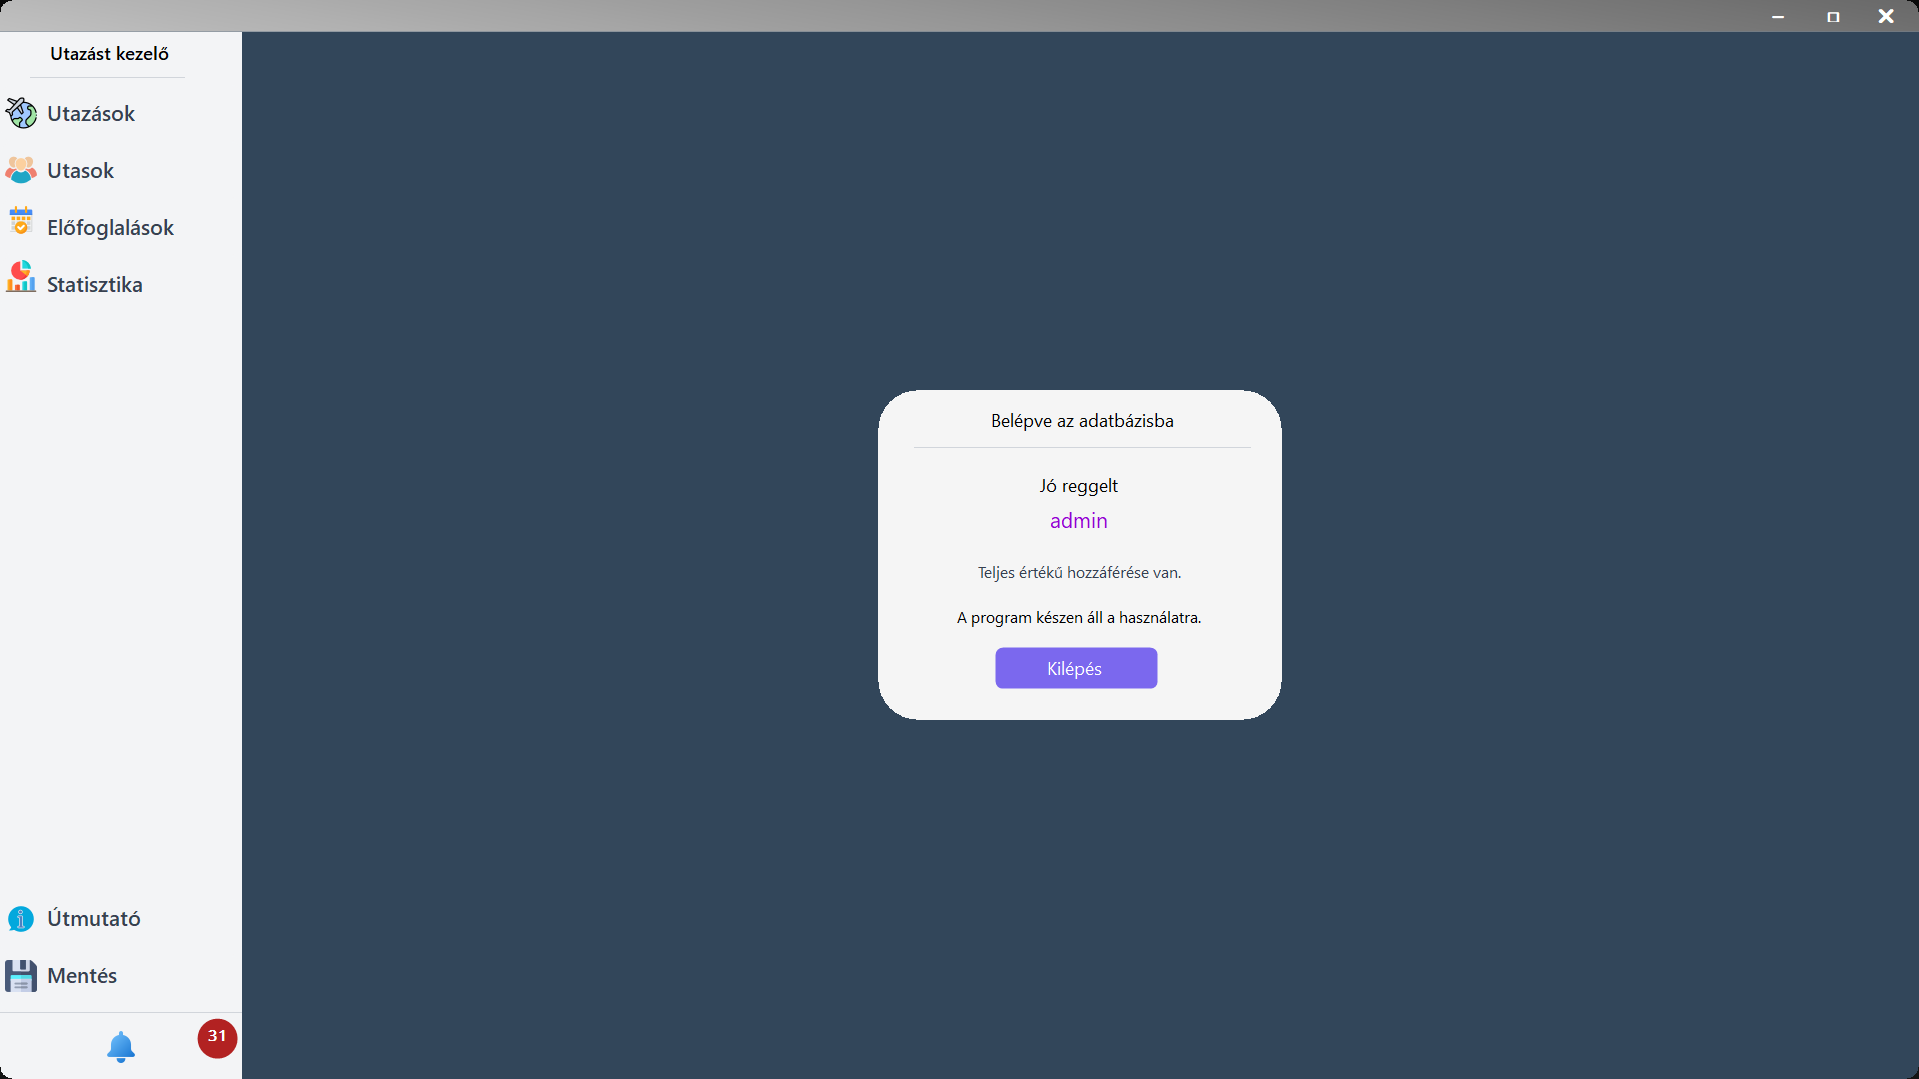 Utazást kezelő
Utazások
Utasok
Előfoglalások
Statisztika
Belépve az adatbázisba
Jó reggelt
admin
Teljes értékű hozzáférése van.
A program készen áll a használatra.
Kilépés
Útmutató
Mentés
31